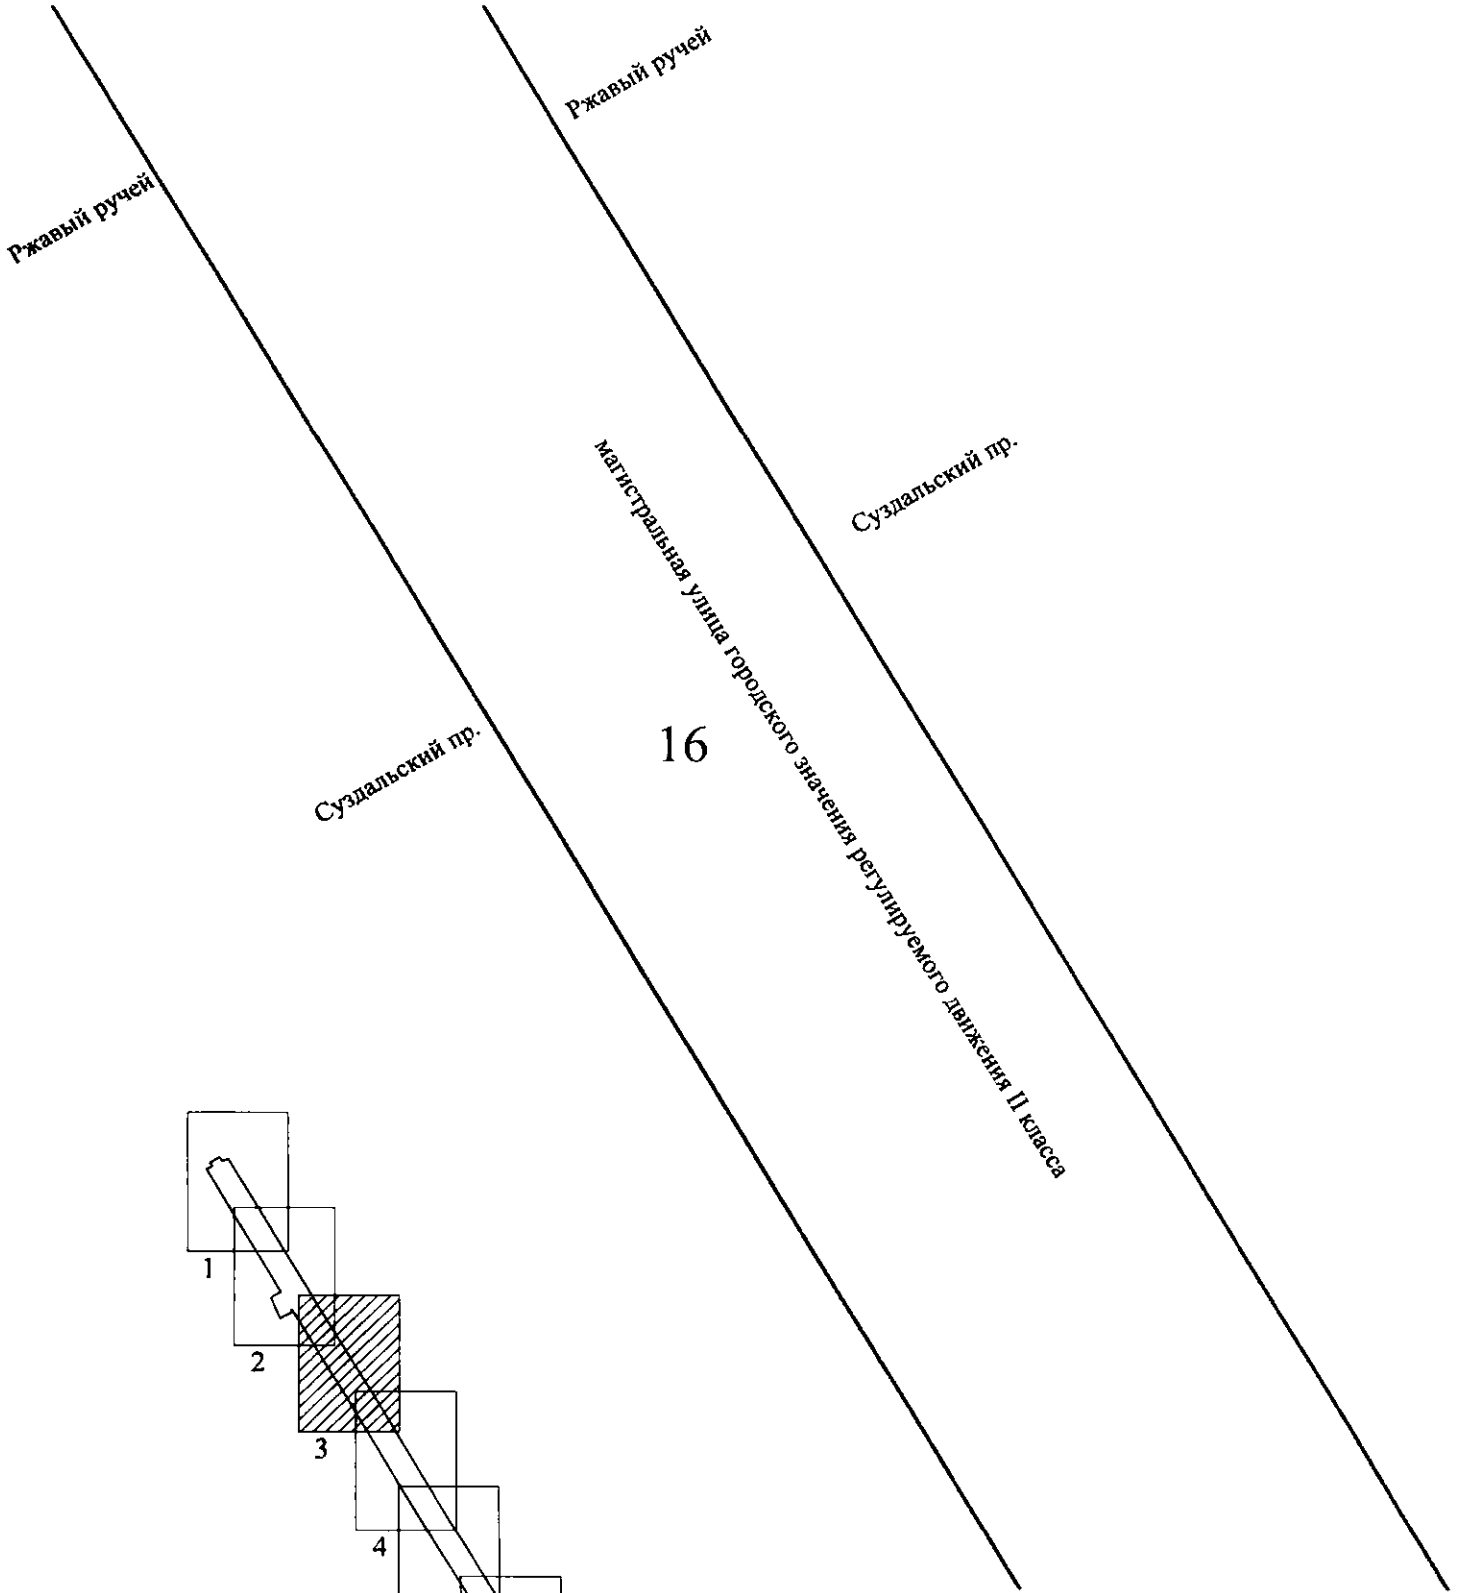 Ржавый ручей
Ржавый ручей
Суздальский пр.
магистральная улица городского значения регулируемого движения II класса
16
Суздальский пр.
1
2
3
4